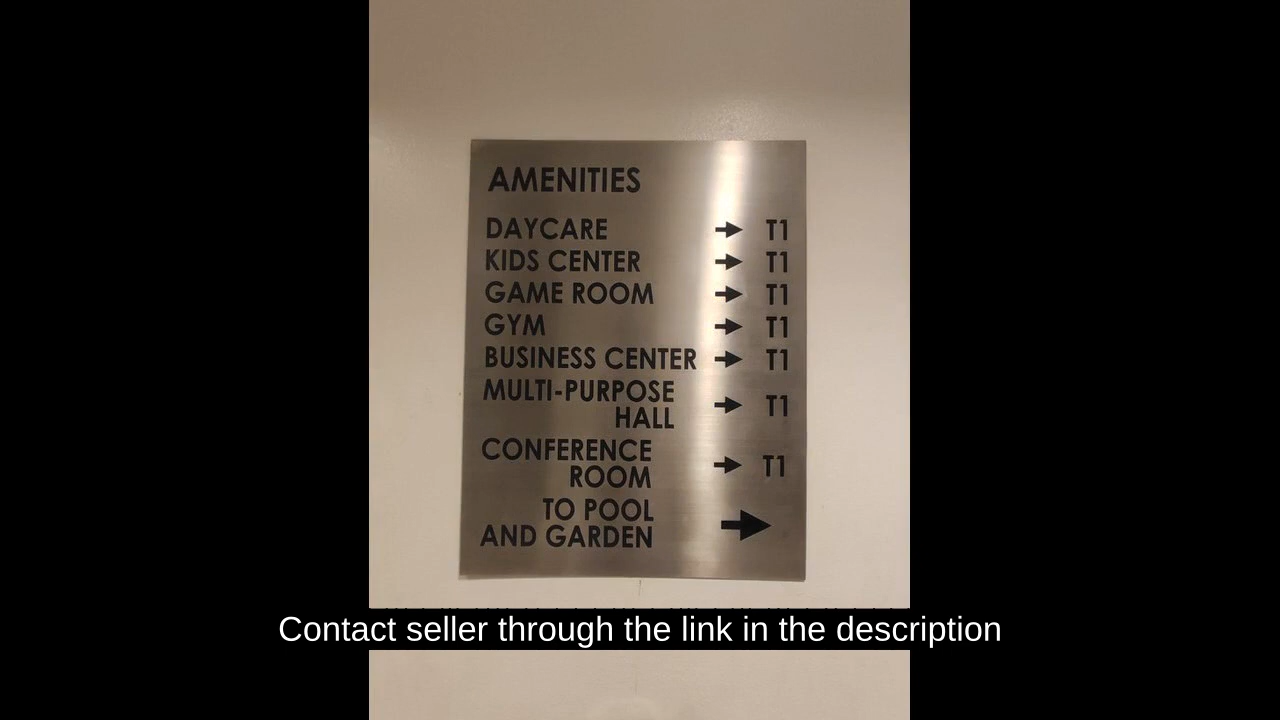 AMENITIES
DAYCARE → T1
KIDS CENTER → T1
GAME ROOM → T1
GYM → T1
BUSINESS CENTER → T1
MULTI-PURPOSE
HALL → T1
CONFERENCE
ROOM → T1
TO POOL
AND GARDEN →
Contact seller through the link in the description